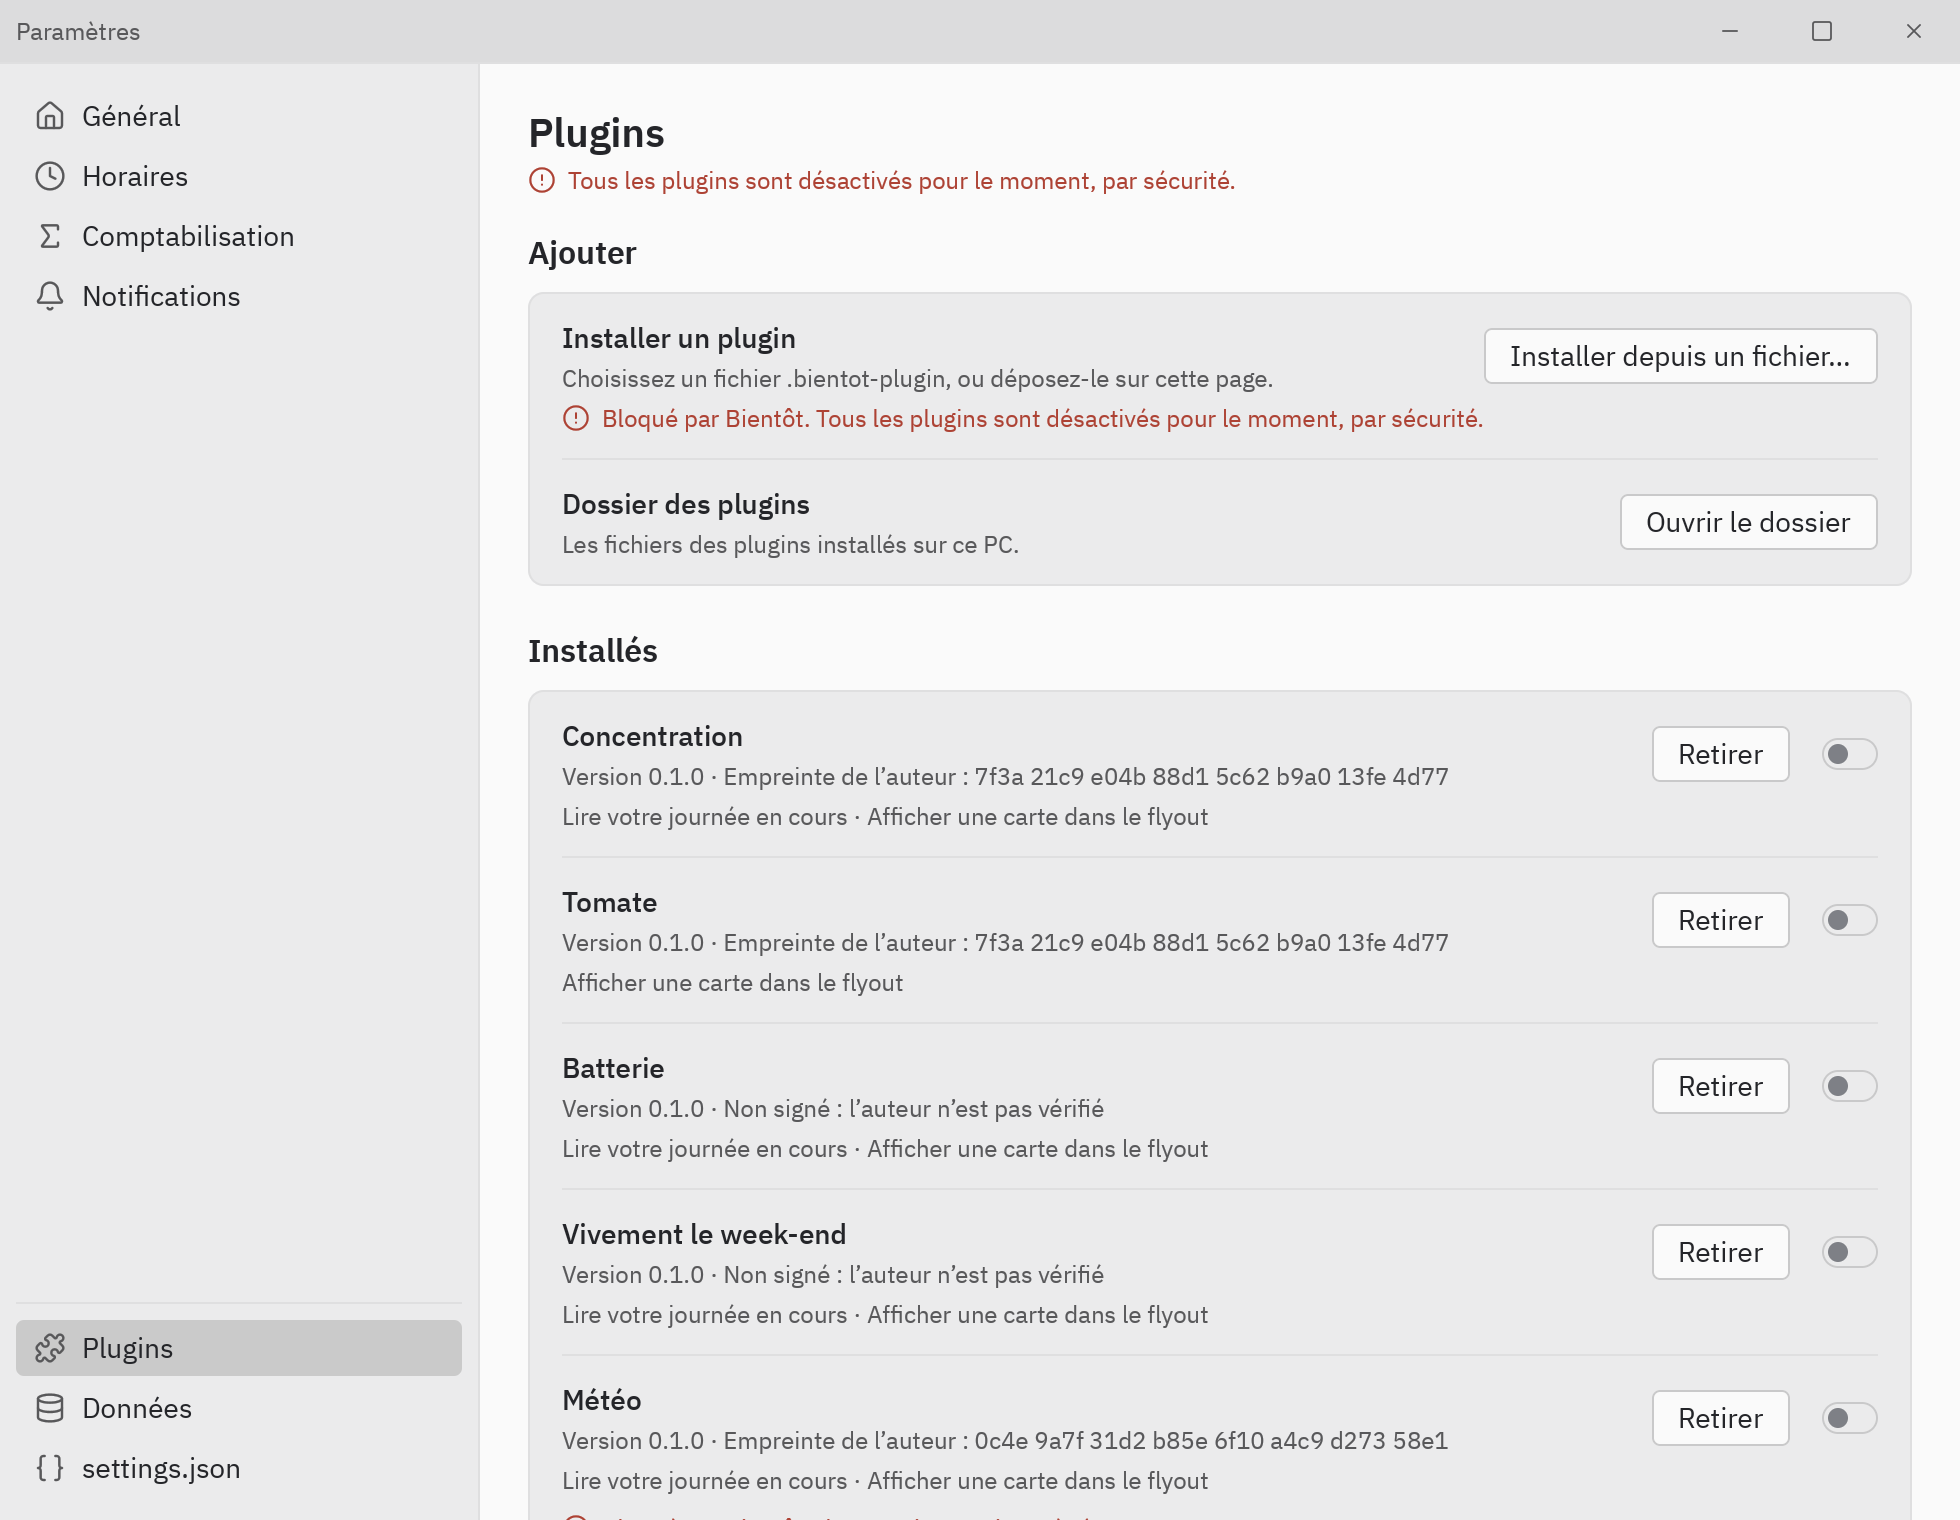 Paramètres
Général
Horaires
Comptabilisation
Notifications
Plugins
Données
settings.json
Plugins
Tous les plugins sont désactivés pour le moment, par sécurité.
Ajouter
Installer un plugin
Choisissez un fichier .bientot-plugin, ou déposez-le sur cette page.
Bloqué par Bientôt. Tous les plugins sont désactivés pour le moment, par sécurité.
Installer depuis un fichier...
Dossier des plugins
Les fichiers des plugins installés sur ce PC.
Ouvrir le dossier
Installés
Concentration
Version 0.1.0 · Empreinte de l’auteur : 7f3a 21c9 e04b 88d1 5c62 b9a0 13fe 4d77
Lire votre journée en cours · Afficher une carte dans le flyout
Retirer
Tomate
Version 0.1.0 · Empreinte de l’auteur : 7f3a 21c9 e04b 88d1 5c62 b9a0 13fe 4d77
Afficher une carte dans le flyout
Retirer
Batterie
Version 0.1.0 · Non signé : l’auteur n’est pas vérifié
Lire votre journée en cours · Afficher une carte dans le flyout
Retirer
Vivement le week-end
Version 0.1.0 · Non signé : l’auteur n’est pas vérifié
Lire votre journée en cours · Afficher une carte dans le flyout
Retirer
Météo
Version 0.1.0 · Empreinte de l’auteur : 0c4e 9a7f 31d2 b85e 6f10 a4c9 d273 58e1
Lire votre journée en cours · Afficher une carte dans le flyout
Retirer